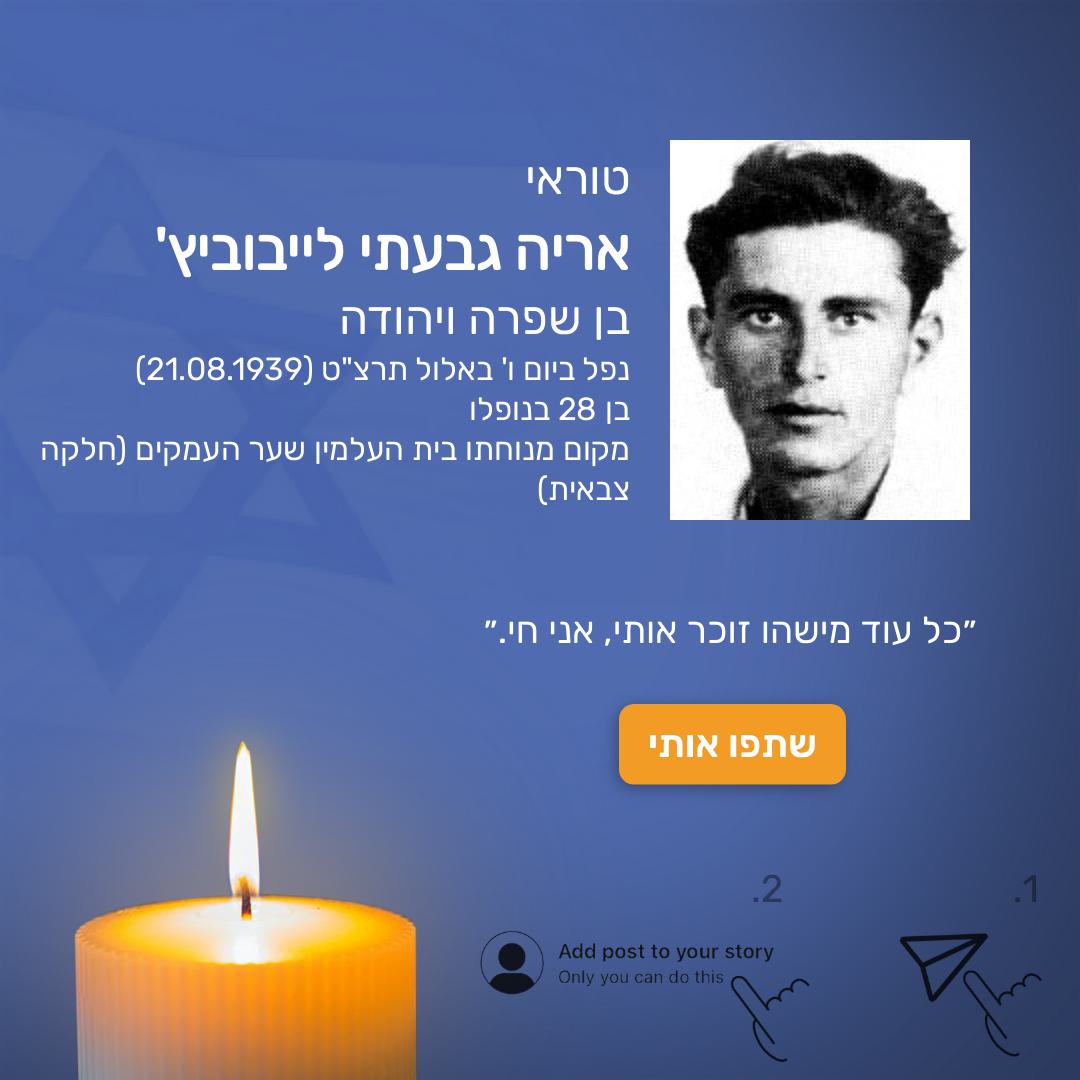 טוראי
אריה גבעתי לייבוביץ'
בן שפרה ויהודה
נפל ביום ו' באלול תרצ"ט (21.08.1939)
בן 28 בנופלו
מקום מנוחתו בית העלמין שער העמקים (חלקה
צבאית)
״כל עוד מישהו זוכר אותי, אני חי.״
שתפו אותי
.1
.2
Add post to your story
Only you can do this